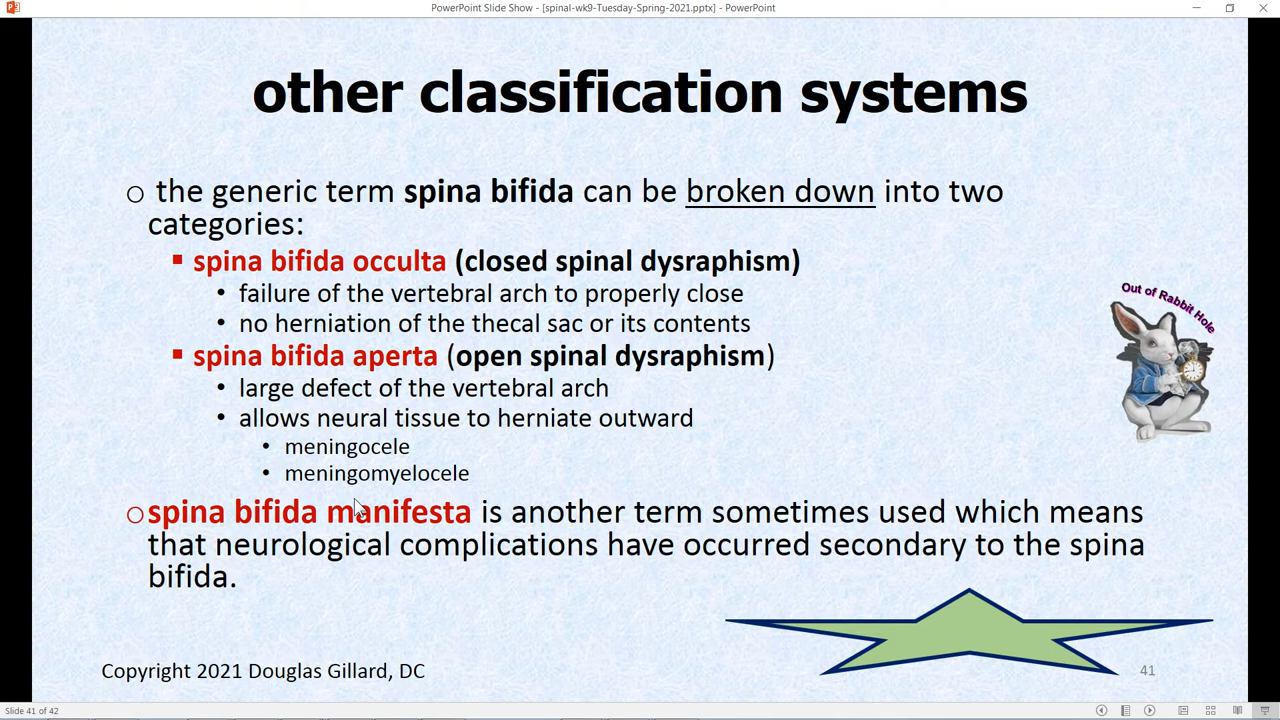 PowerPoint Slide Show - [spinal-wk9-Tuesday-Spring-2021.pptx] - PowerPoint
other classification systems
o the generic term spina bifida can be broken down into two
categories:
▪ spina bifida occulta (closed spinal dysraphism)
• failure of the vertebral arch to properly close
• no herniation of the thecal sac or its contents
▪ spina bifida aperta (open spinal dysraphism)
• large defect of the vertebral arch
• allows neural tissue to herniate outward
• meningocele
• meningomyelocele
o spina bifida manifesta is another term sometimes used which means
that neurological complications have occurred secondary to the spina
bifida.
Out of Rabbit Hole
Copyright 2021 Douglas Gillard, DC
41
Slide 41 of 42